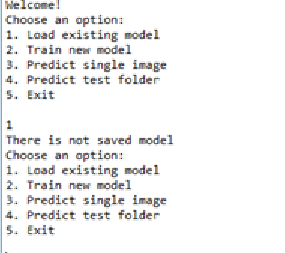 Welcome!
Choose an option:
1. Load existing model
2. Train new model
3. Predict single image
4. Predict test folder
5. Exit
1
There is not saved model
Choose an option:
1. Load existing model
2. Train new model
3. Predict single image
4. Predict test folder
5. Exit